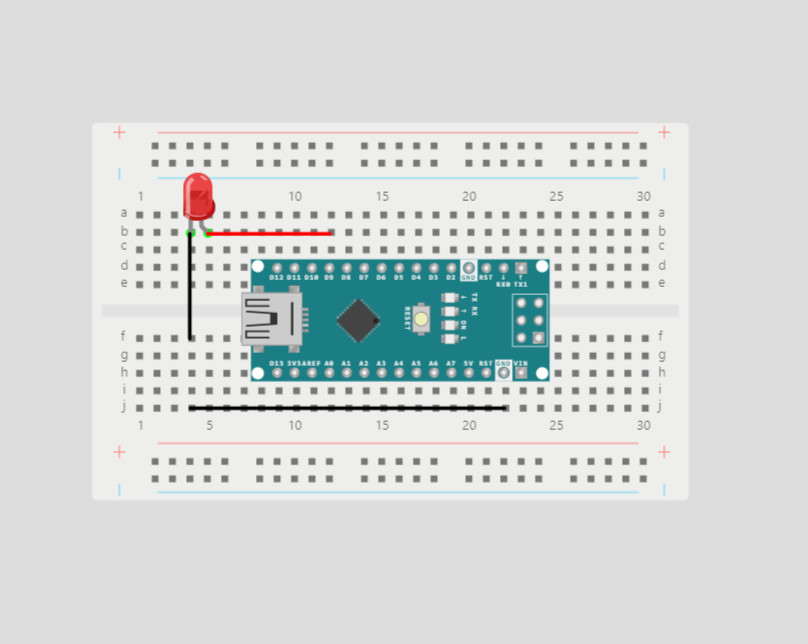 + +
1 10 15 20 25 30
a a
b b
c c
d d
D12 D11 D10 D9 D8 D7 D6 D5 D4 D3 D2 GND RST ↓ ↑
RX0 TX1
e e
TX RX
RESET
↓ ↑ ON L
f f
g g
D13 3V3 AREF A0 A1 A2 A3 A4 A5 A6 A7 5V RST GND VIN
h h
i i
j j
1 5 10 15 20 25 30
+ +